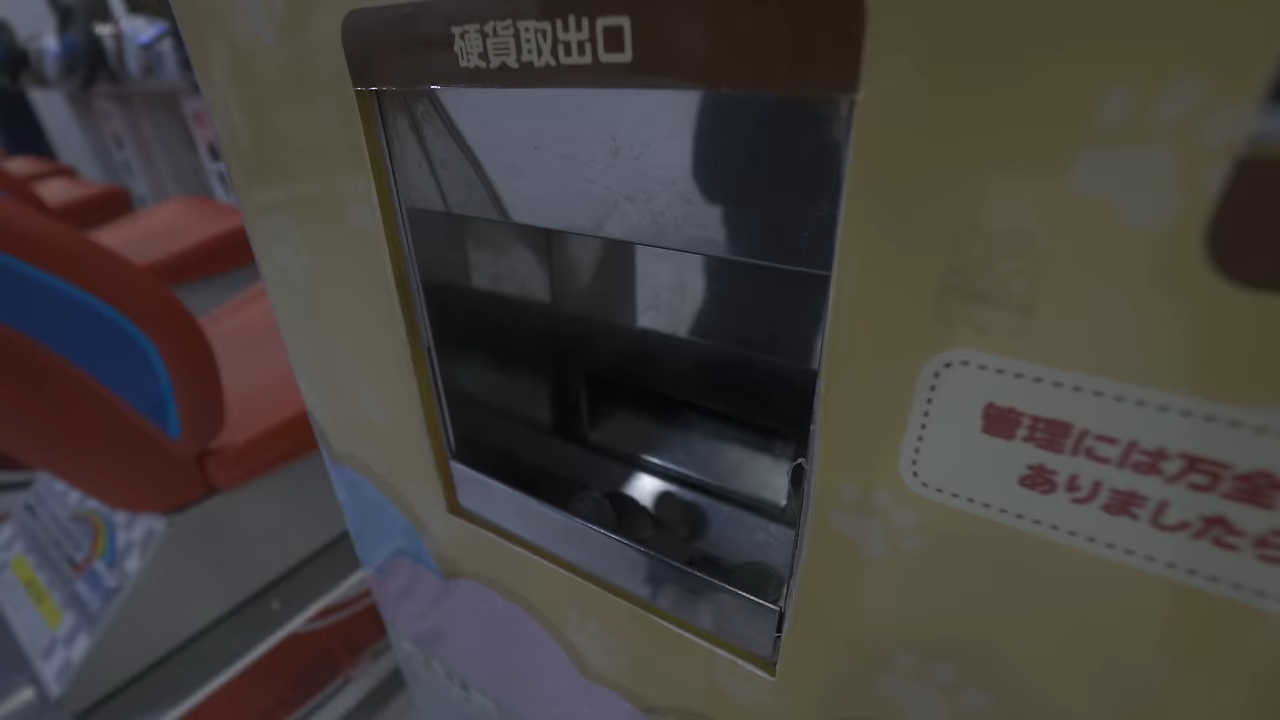 硬貨取出口
管理には万全
ありましたら